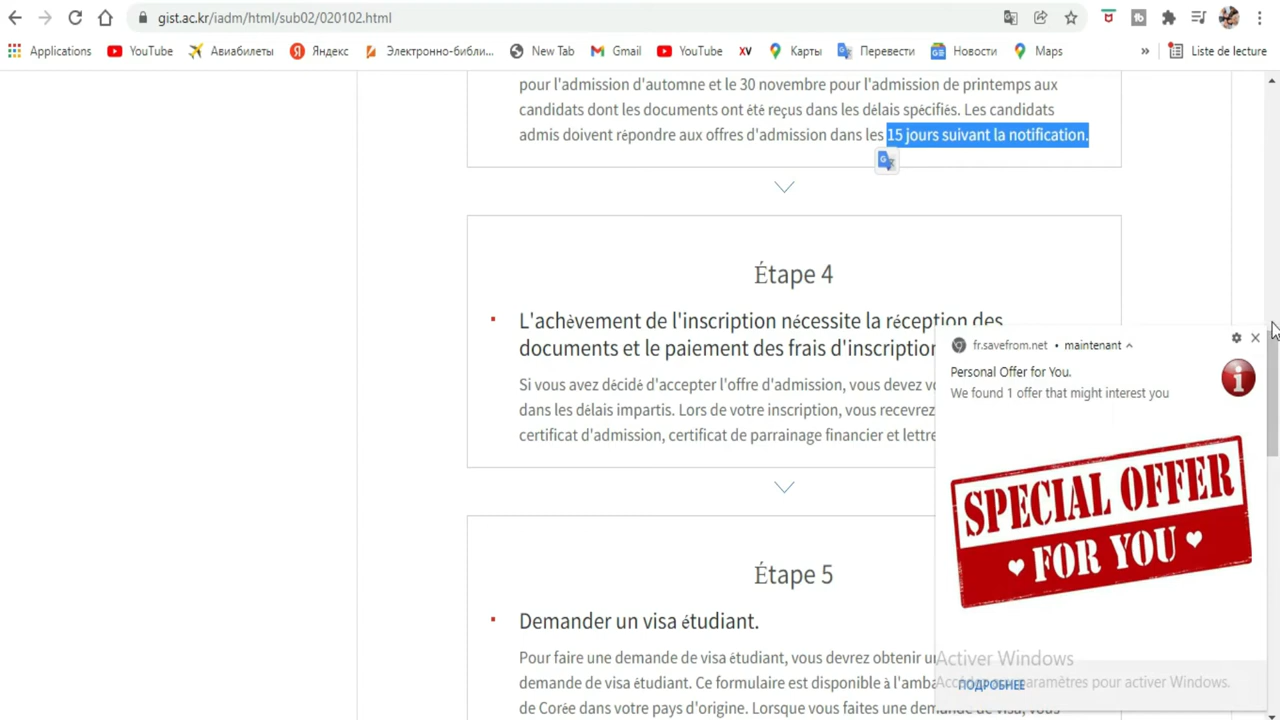 gist.ac.kr/iadm/html/sub02/020102.html
Applications YouTube Авиабилеты Яндекс Электронно-библи... New Tab Gmail YouTube XV Карты Перевести Новости Maps » Liste de lecture
pour l'admission d'automne et le 30 novembre pour l'admission de printemps aux
candidats dont les documents ont été reçus dans les délais spécifiés. Les candidats
admis doivent répondre aux offres d'admission dans les 15 jours suivant la notification.
Étape 4
L'achèvement de l'inscription nécessite la réception des
documents et le paiement des frais d'inscription
Si vous avez décidé d'accepter l'offre d'admission, vous devez
dans les délais impartis. Lors de votre inscription, vous recevrez
certificat d'admission, certificat de parrainage financier et lettre
Étape 5
Demander un visa étudiant.
Pour faire une demande de visa étudiant, vous devrez obtenir
demande de visa étudiant. Ce formulaire est disponible à
de Corée dans votre pays d'origine. Lorsque vous faites une demande de visa, vous
fr.savefrom.net • maintenant
Personal Offer for You.
We found 1 offer that might interest you
SPECIAL OFFER
FOR YOU
Activer Windows
paramètres pour activer Windows.
ПОДРОБНЕЕ